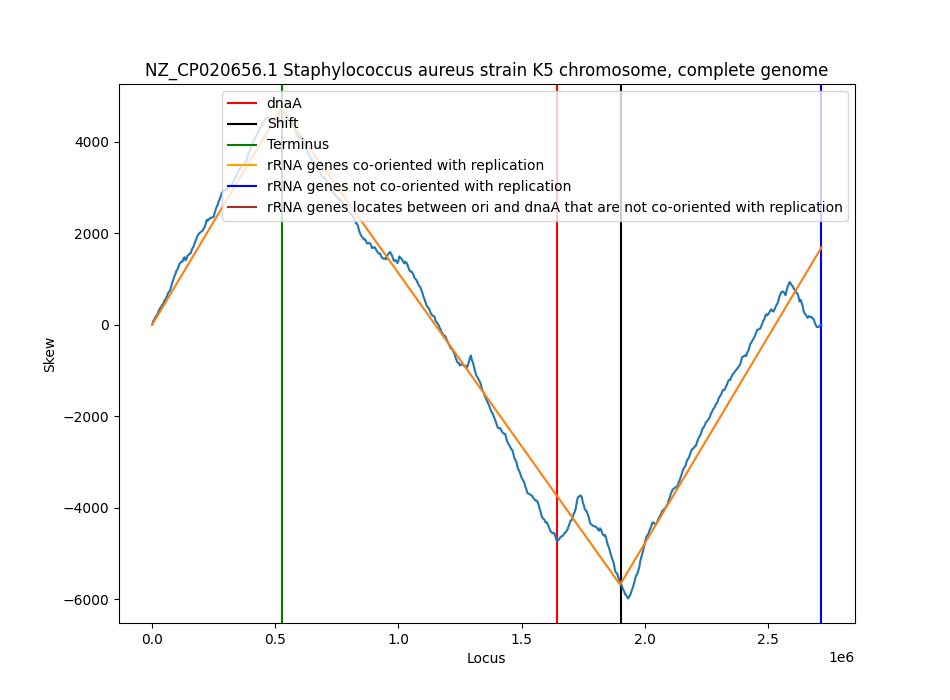 NZ_CP020656.1 Staphylococcus aureus strain K5 chromosome, complete genome
dnaA
Shift
Terminus
rRNA genes co-oriented with replication
rRNA genes not co-oriented with replication
rRNA genes locates between ori and dnaA that are not co-oriented with replication
4000
2000
0
−2000
−4000
−6000
Skew
0.0 0.5 1.0 1.5 2.0 2.5
Locus
1e6